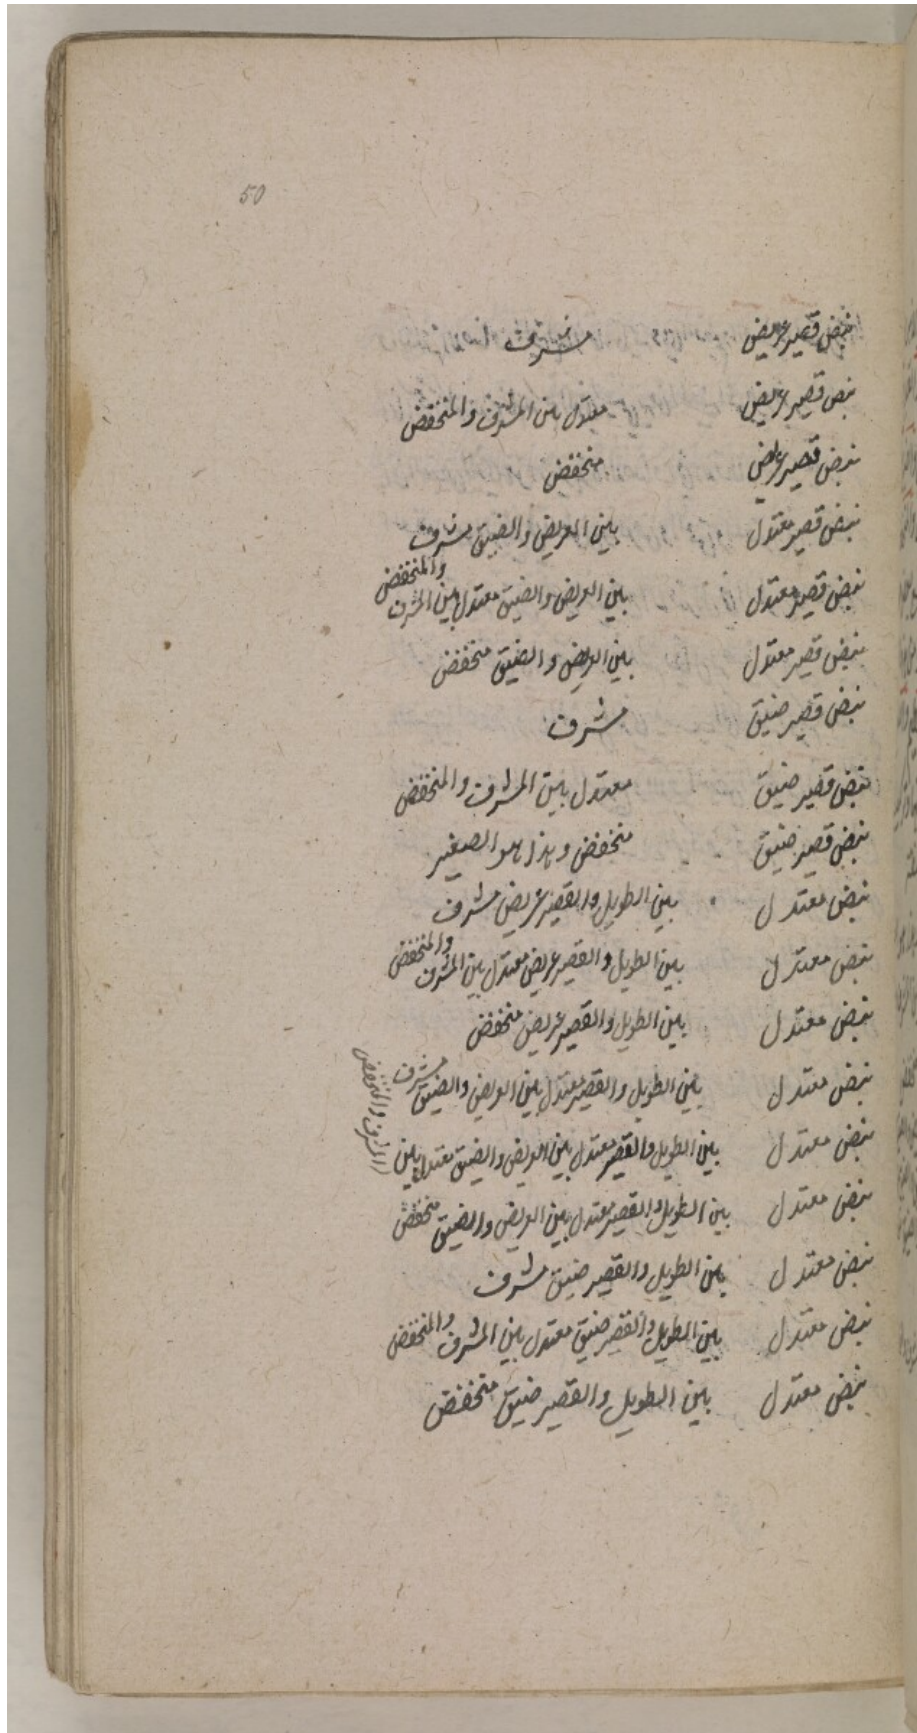 50
نبض قصير عريض مشرف
نبض قصير عريض معتدل بين المشرف والمنخفض
نبض قصير عريض منخفض
نبض قصير معتدل بين العريض والضيق مشرف
نبض قصير معتدل بين العريض والضيق معتدل بين المشرف والمنخفض
نبض قصير معتدل بين العريض والضيق منخفض
نبض قصير ضيق مشرف
نبض قصير ضيق معتدل بين المشرف والمنخفض
نبض قصير ضيق منخفض وهذا هو الصغير
نبض معتدل بين الطويل والقصير عريض مشرف
نبض معتدل بين الطويل والقصير عريض معتدل بين المشرف والمنخفض
نبض معتدل بين الطويل والقصير عريض منخفض
نبض معتدل بين الطويل والقصير معتدل بين العريض والضيق مشرف
نبض معتدل بين الطويل والقصير معتدل بين العريض والضيق معتدل بين المشرف والمنخفض
نبض معتدل بين الطويل والقصير معتدل بين العريض والضيق منخفض
نبض معتدل بين الطويل والقصير ضيق مشرف
نبض معتدل بين الطويل والقصير ضيق معتدل بين المشرف والمنخفض
نبض معتدل بين الطويل والقصير ضيق منخفض